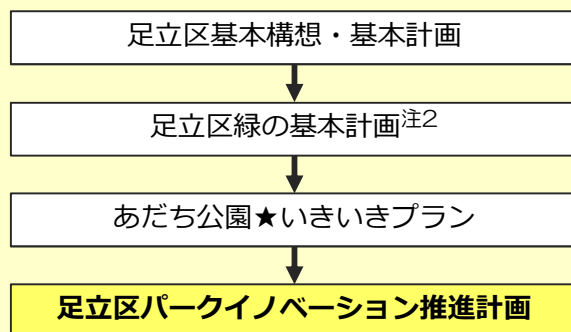 足立区基本構想・基本計画
足立区緑の基本計画注2
あだち公園★いきいきプラン
足立区パークイノベーション推進計画